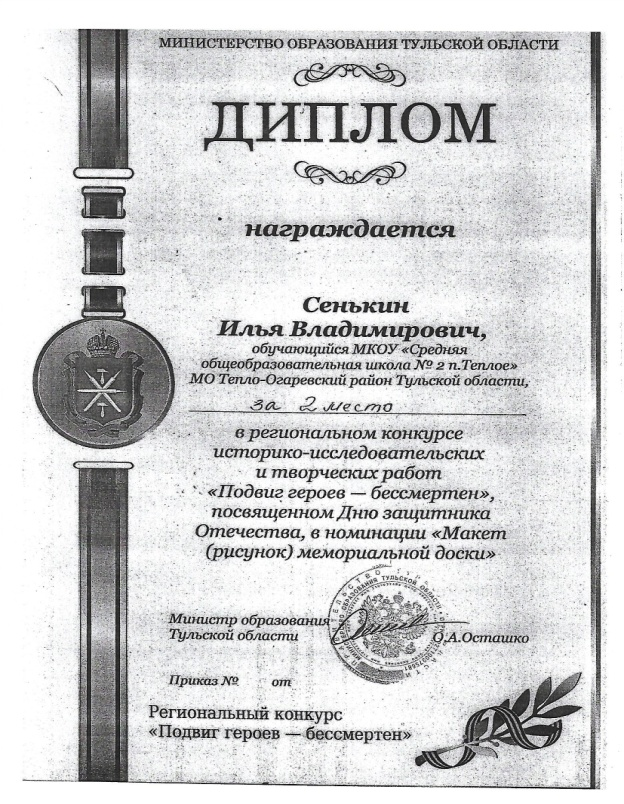 МИНИСТЕРСТВО ОБРАЗОВАНИЯ ТУЛЬСКОЙ ОБЛАСТИ
ДИПЛОМ
награждается
Сенькин
Илья Владимирович,
обучающийся МКОУ «Средняя
общеобразовательная школа № 2 п.Теплое»
МО Тепло-Огаревский район Тульской области,
за 2 место
в региональном конкурсе
историко-исследовательских
и творческих работ
«Подвиг героев — бессмертен»,
посвященном Дню защитника
Отечества, в номинации «Макет
(рисунок) мемориальной доски»
Министр образования
Тульской области
О.А.Осташко
Приказ № от
Региональный конкурс
«Подвиг героев — бессмертен»